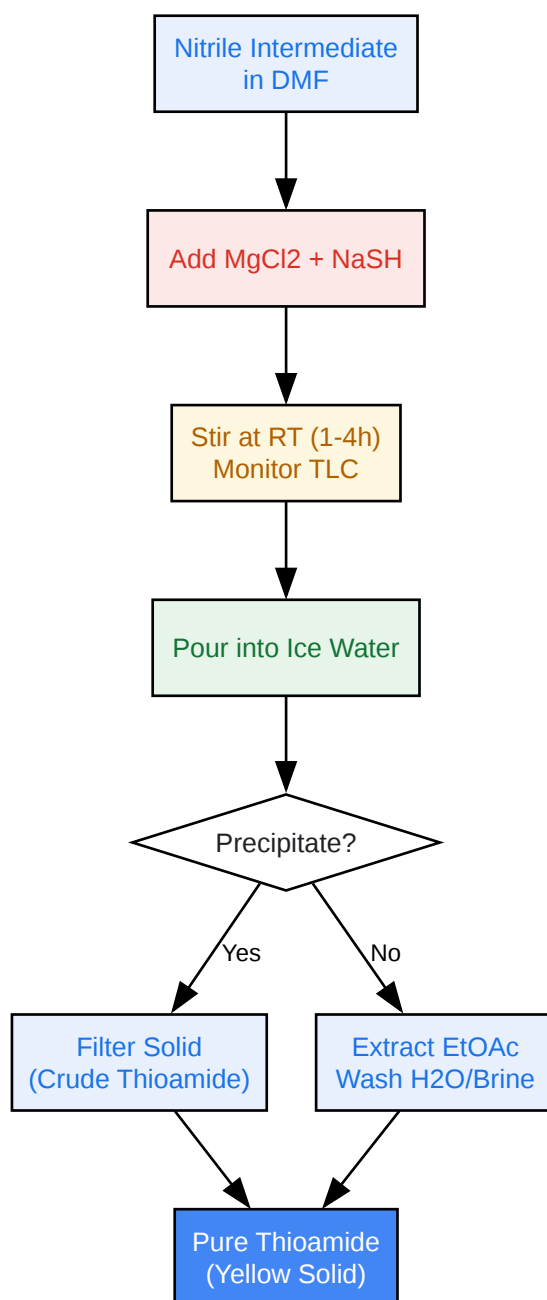 Nitrile Intermediate
in DMF
Add MgCl2 + NaSH
Stir at RT (1-4h)
Monitor TLC
Pour into Ice Water
Precipitate?
Yes
No
Filter Solid
(Crude Thioamide)
Extract EtOAc
Wash H2O/Brine
Pure Thioamide
(Yellow Solid)